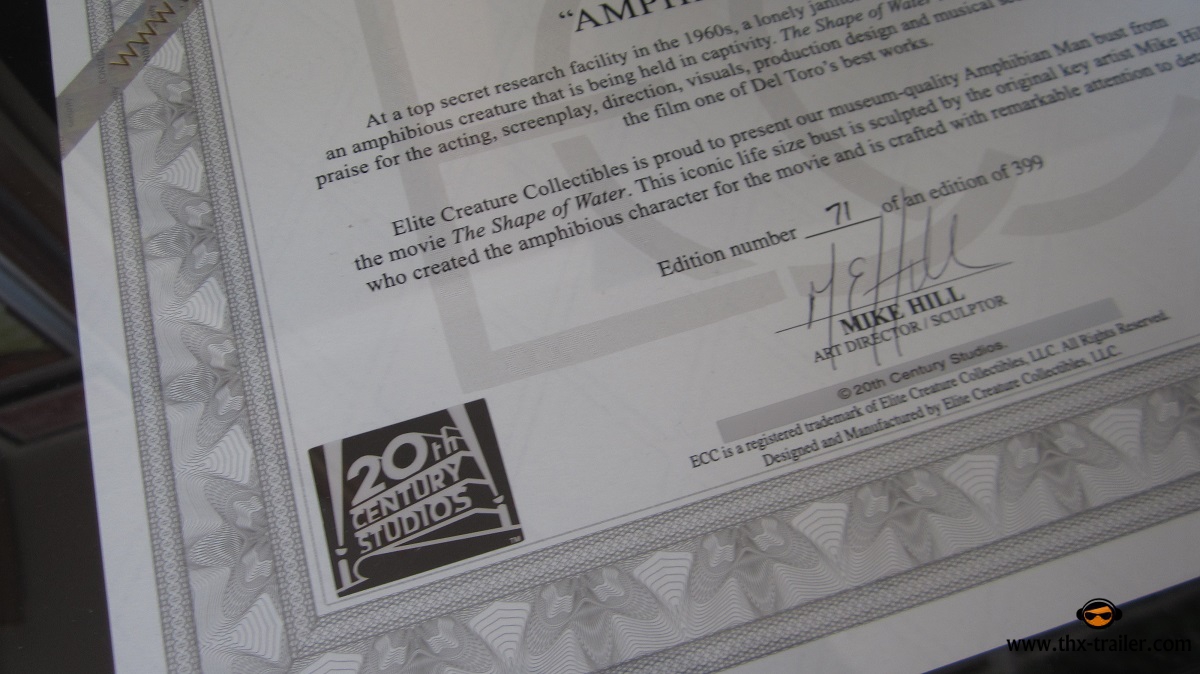 WWW
"AMPHI
At a top secret research facility in the 1960s, a lonely
an amphibious creature that is being held in captivity. The Shape of Water
praise for the acting, screenplay, direction, visuals, production design and musical
the film one of Del Toro's best works.
Elite Creature Collectibles is proud to present our museum-quality Amphibian Man bust from
the movie The Shape of Water. This iconic life size bust is sculpted by the original key artist Mike Hill
who created the amphibious character for the movie and is crafted with remarkable attention to
Edition number 71 of an edition of 399
M E Hill
MIKE HILL
ART DIRECTOR / SCULPTOR
© 20th Century Studios.
ECC is a registered trademark of Elite Creature Collectibles, LLC. All Rights Reserved.
Designed and Manufactured by Elite Creature Collectibles, LLC.
20th
CENTURY
STUDIOS
TM
www.thx-trailer.com